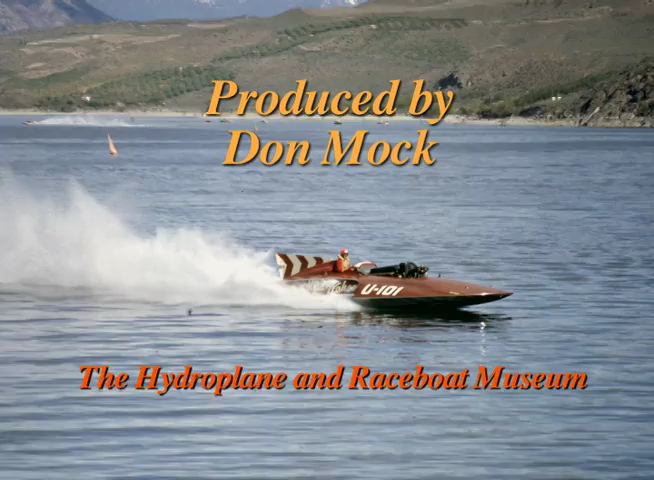 Produced by
Don Mock
U-101
The Hydroplane and Raceboat Museum